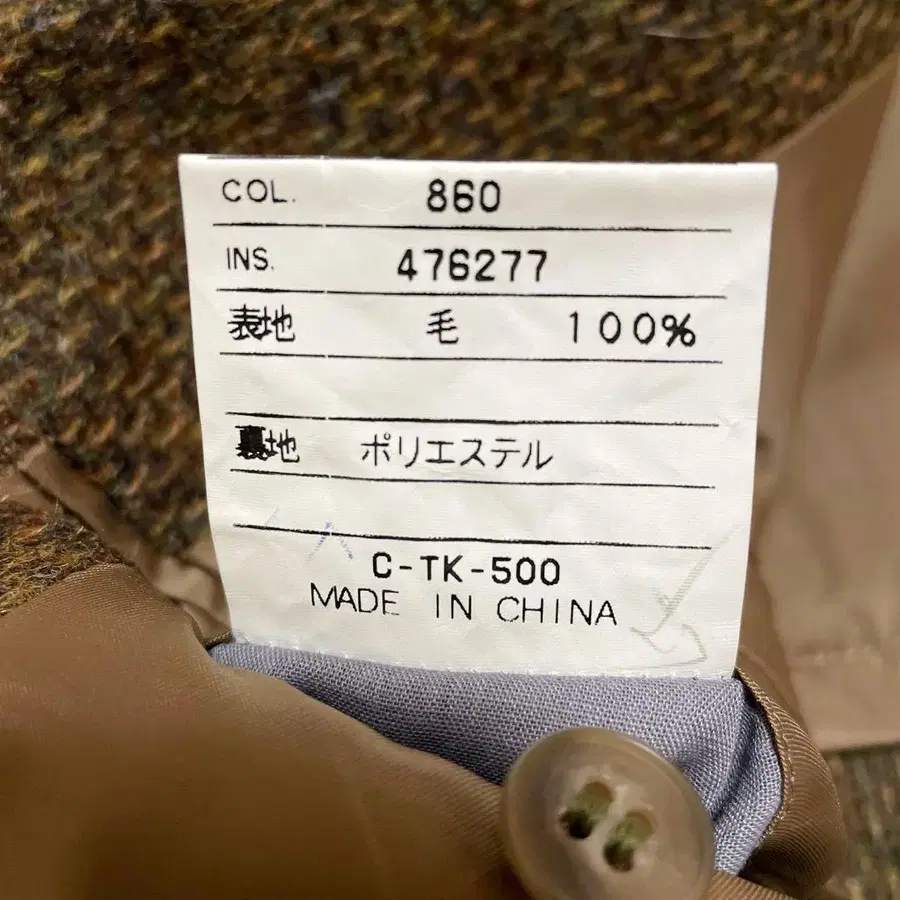 COL. 860
INS. 476277
表地 毛 100%
裏地 ポリエステル
C-TK-500
MADE IN CHINA